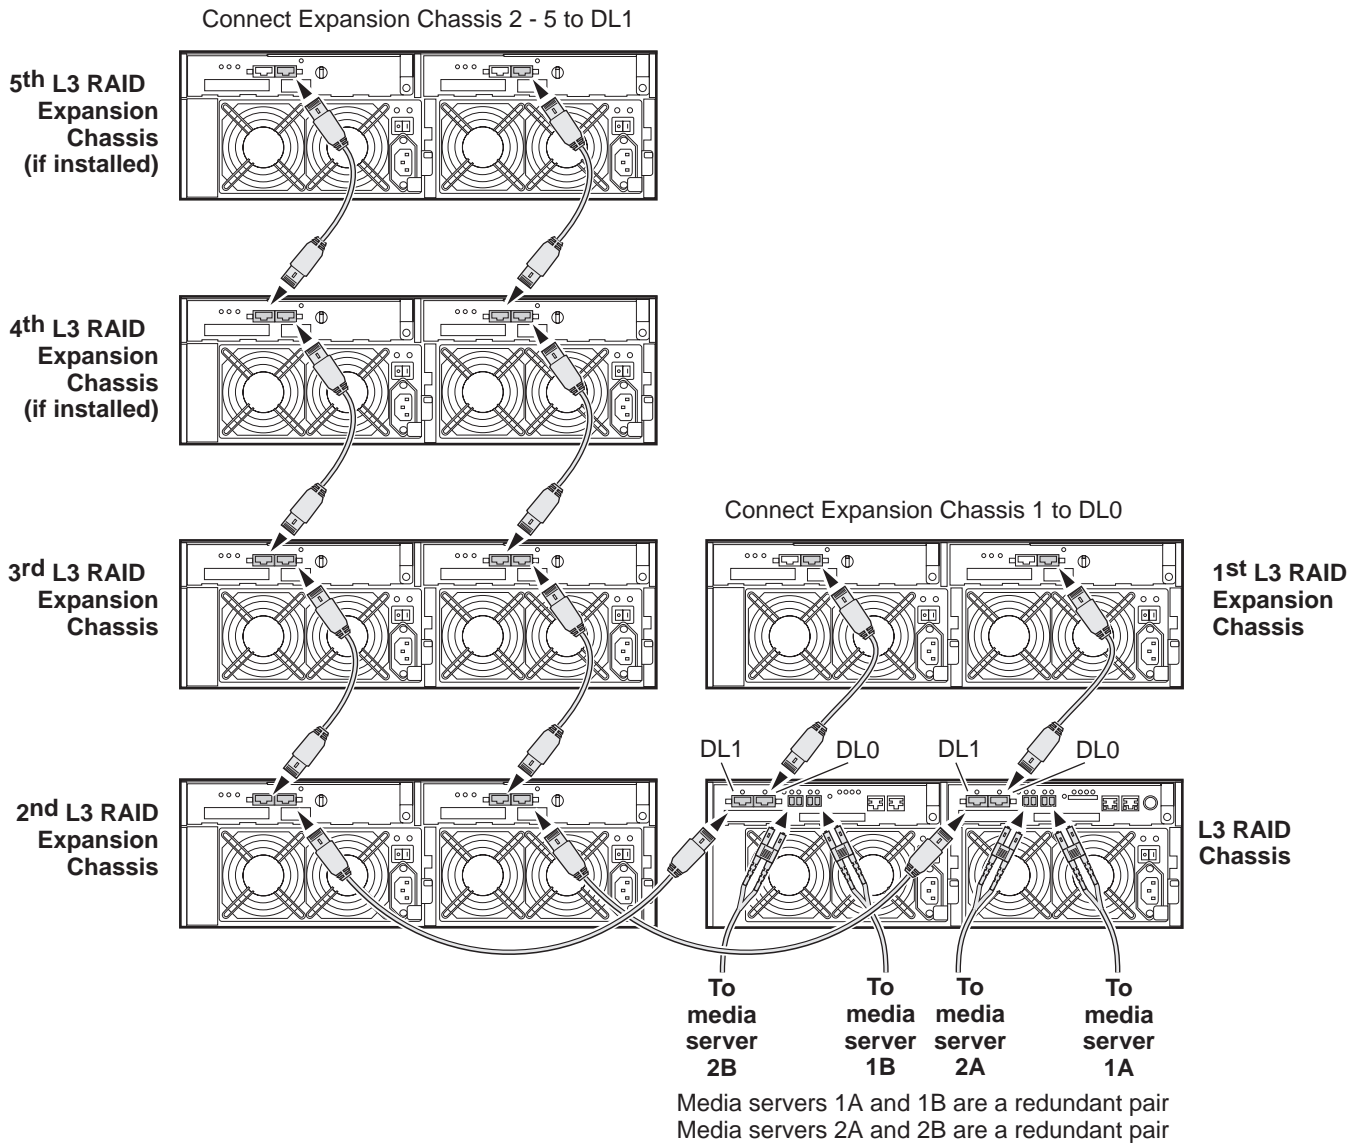 Connect Expansion Chassis 2 - 5 to DL1
5th L3 RAID
Expansion
Chassis
(if installed)
4th L3 RAID
Expansion
Chassis
(if installed)
Connect Expansion Chassis 1 to DL0
3rd L3 RAID
Expansion
Chassis
1st L3 RAID
Expansion
Chassis
DL1
DL0
DL1
DL0
2nd L3 RAID
Expansion
Chassis
L3 RAID
Chassis
To
media
server
2B
To
media
server
1B
To
media
server
2A
To
media
server
1A
Media servers 1A and 1B are a redundant pair
Media servers 2A and 2B are a redundant pair